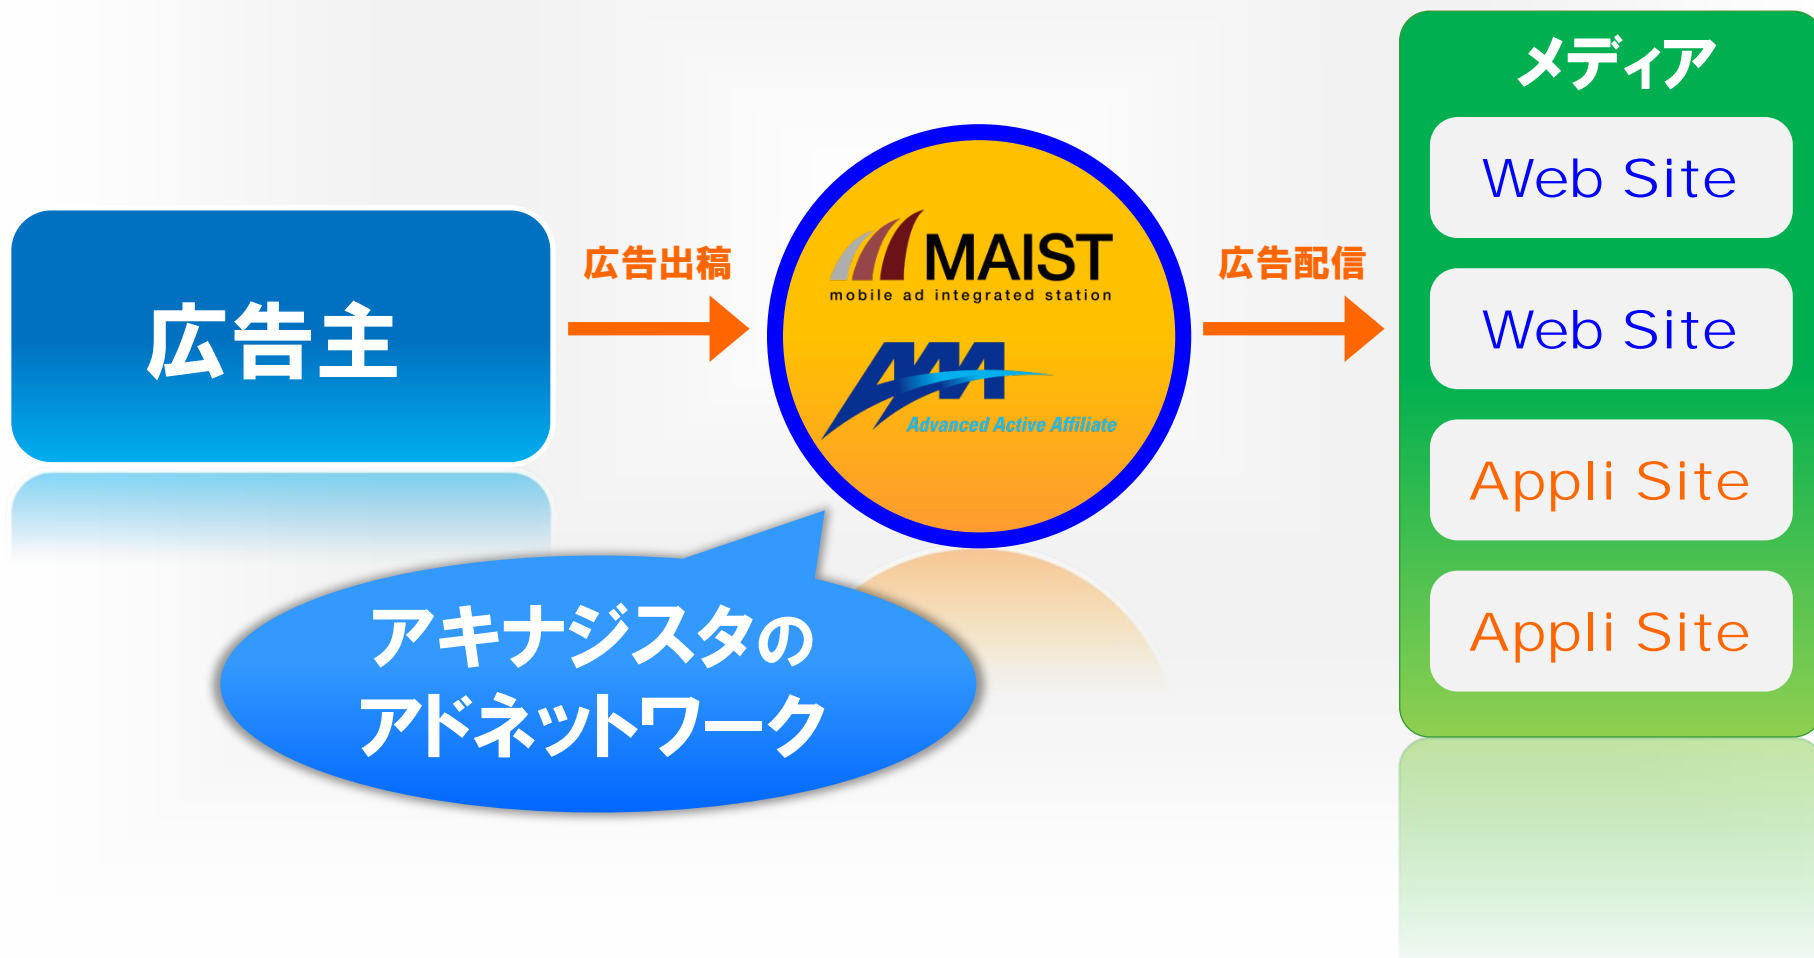 広告主
広告出稿
MAIST
mobile ad integrated station
AAA
Advanced Active Affiliate
広告配信
メディア
Web Site
Web Site
Appli Site
Appli Site
アキナジスタの
アドネットワーク